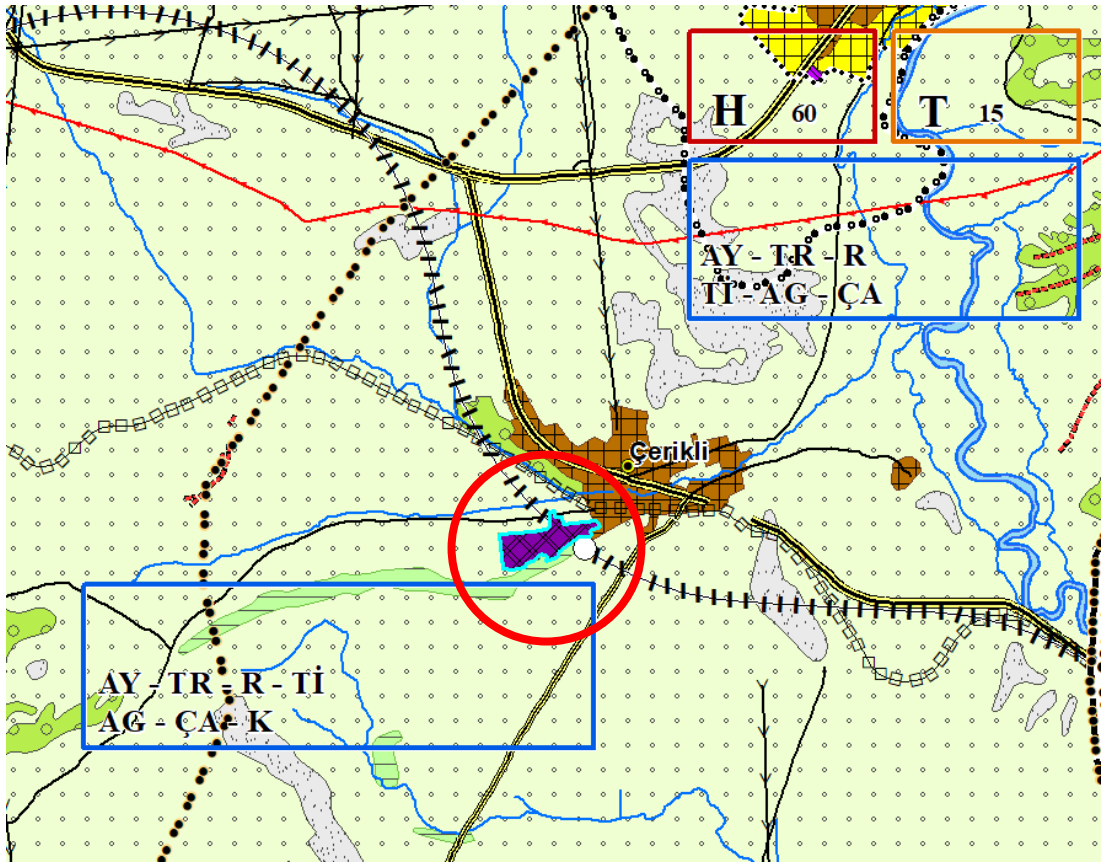 H 60
T 15
AY - TR - R
Tİ - AG - ÇA
Çerikli
AY - TR - R - Tİ
AG - ÇA - K